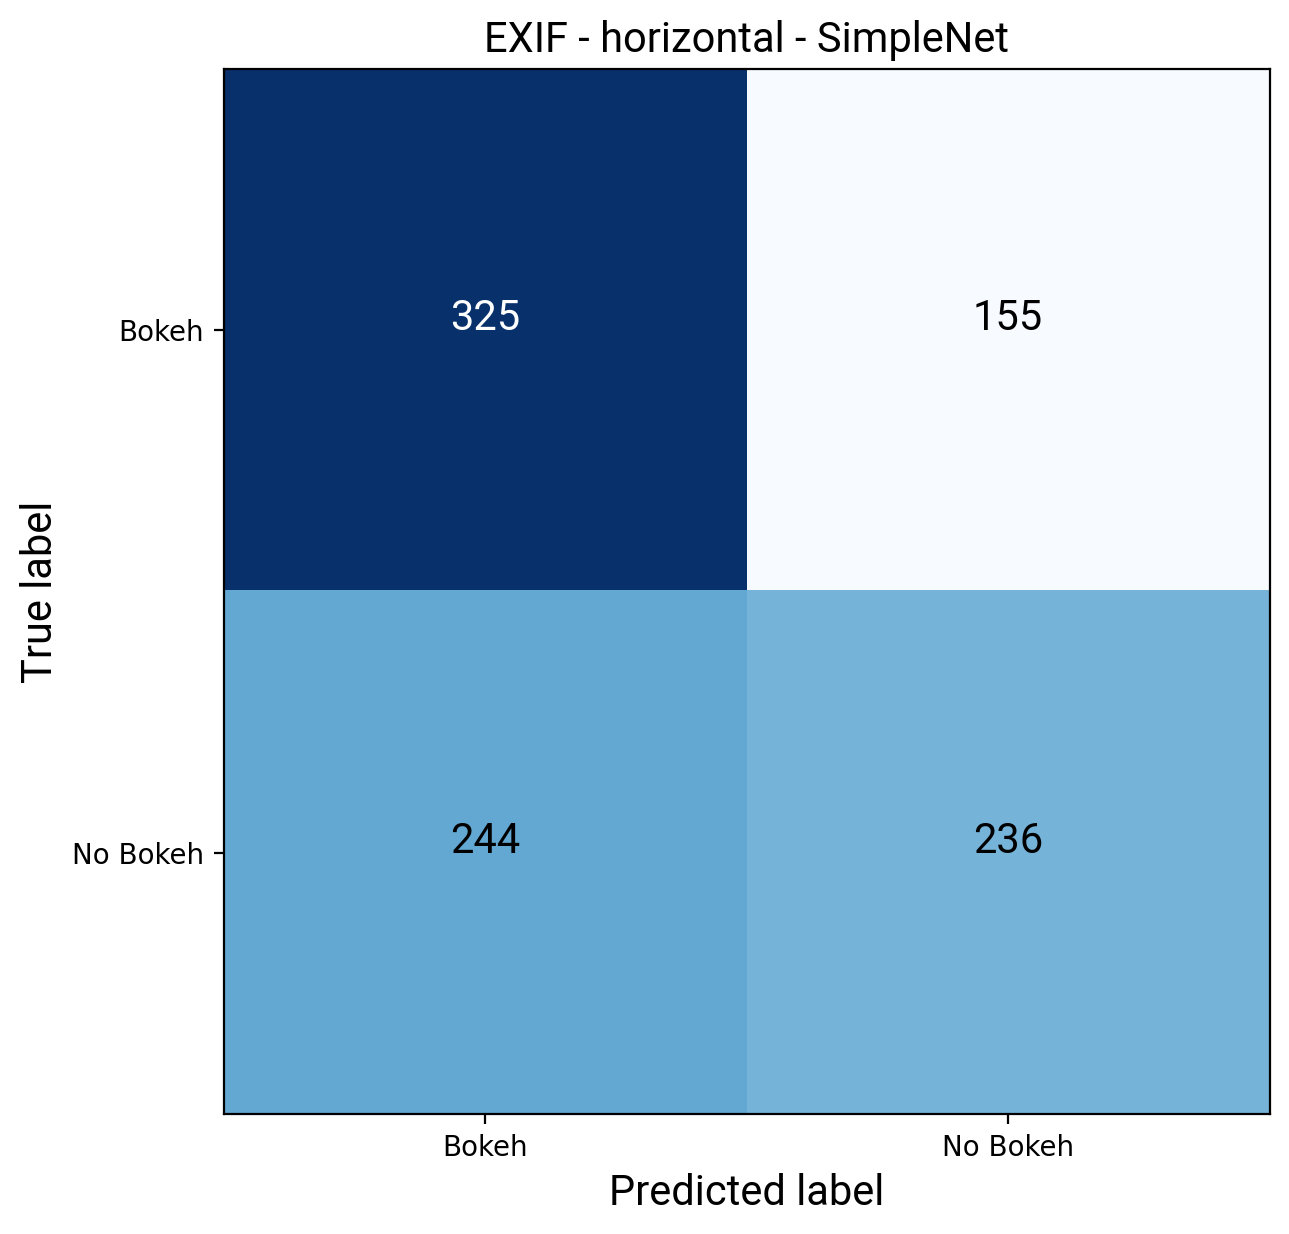 EXIF - horizontal - SimpleNet
True label
Bokeh
325
155
No Bokeh
244
236
Bokeh
No Bokeh
Predicted label